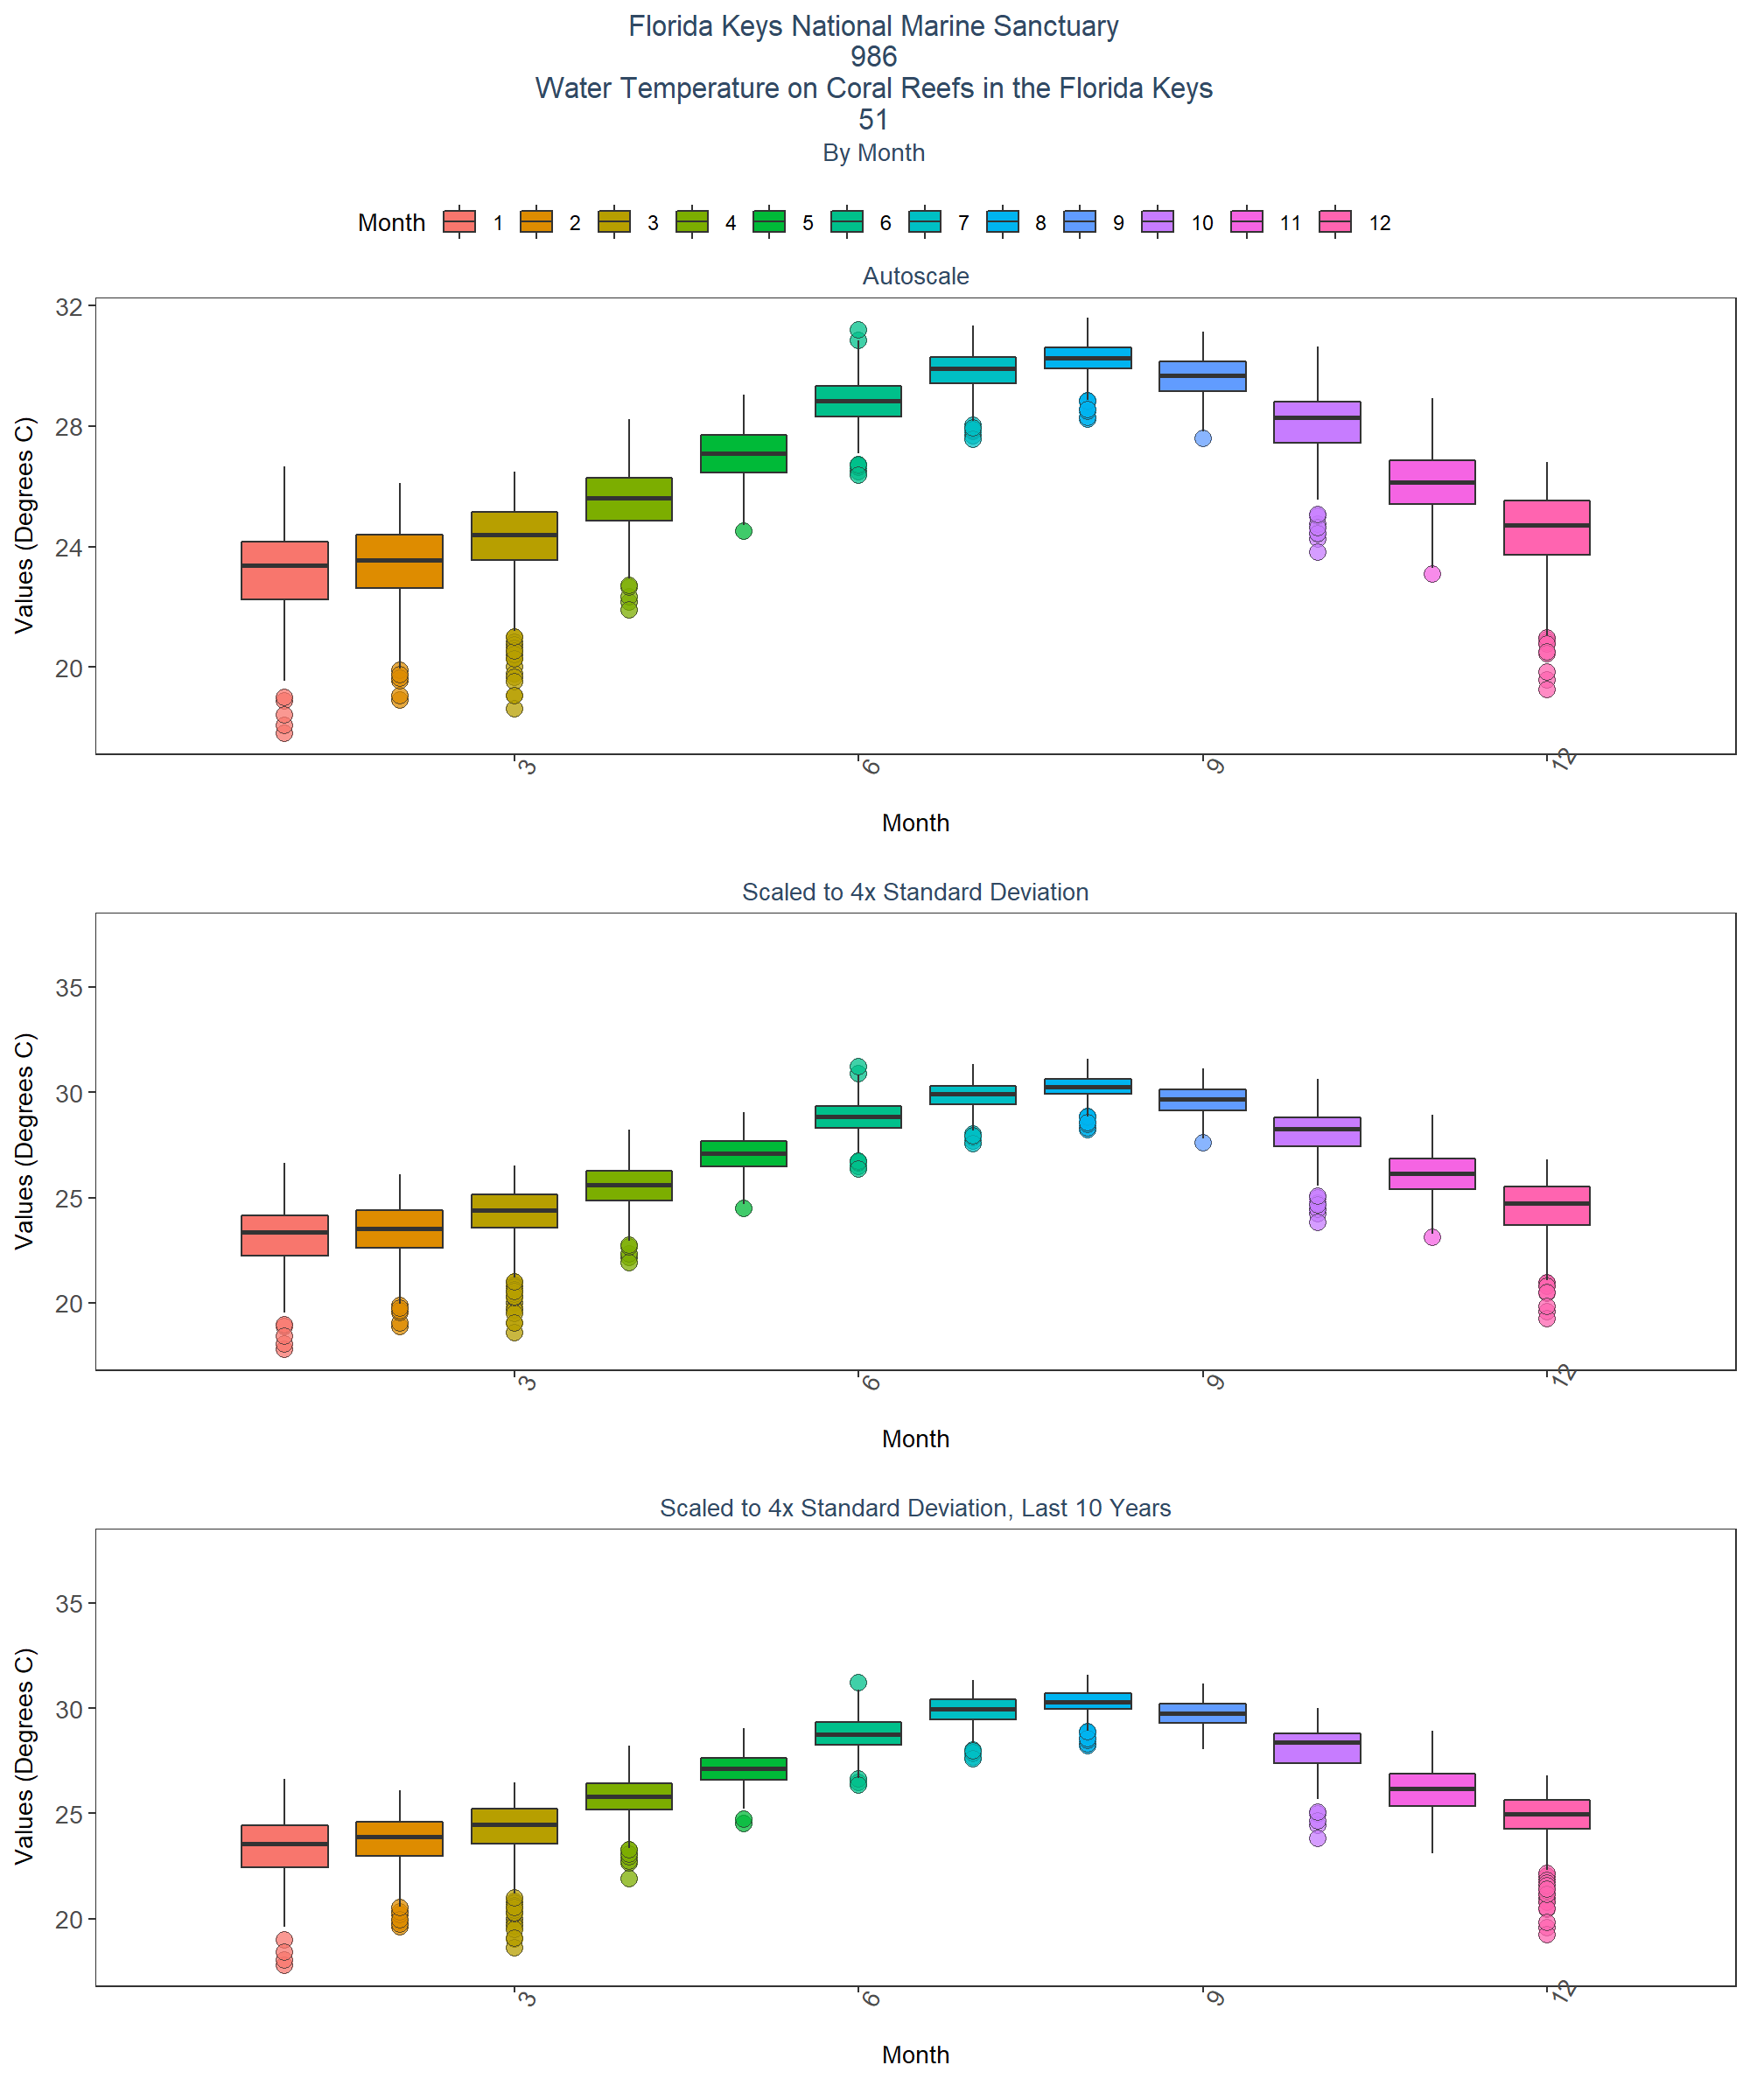 Florida Keys National Marine Sanctuary
986
Water Temperature on Coral Reefs in the Florida Keys
51
By Month
Month 1 2 3 4 5 6 7 8 9 10 11 12
Autoscale
Values (Degrees C)
32
28
24
20
3 6 9 12
Month
Scaled to 4x Standard Deviation
Values (Degrees C)
35
30
25
20
3 6 9 12
Month
Scaled to 4x Standard Deviation, Last 10 Years
Values (Degrees C)
35
30
25
20
3 6 9 12
Month